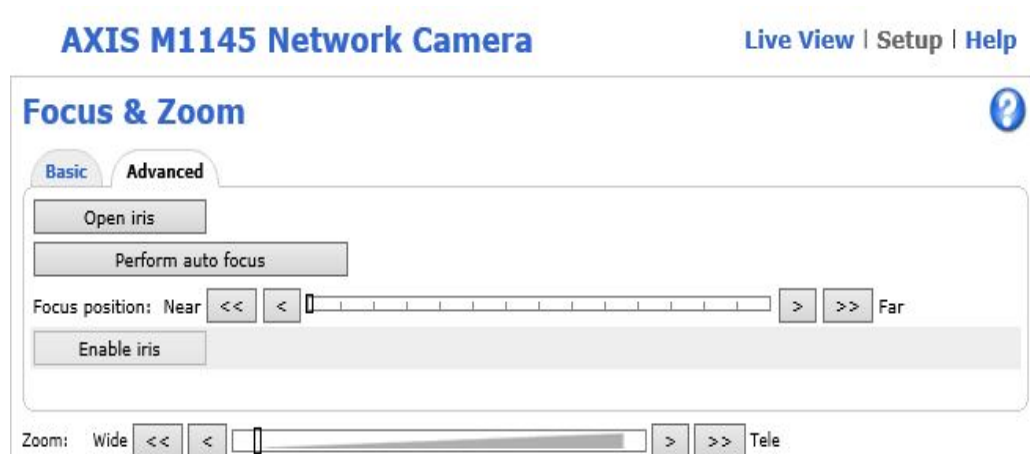 AXIS M1145 Network Camera Live View | Setup | Help
Focus & Zoom ?
Basic Advanced
Open iris
Perform auto focus
Focus position: Near << < > >> Far
Enable iris
Zoom: Wide << < > >> Tele